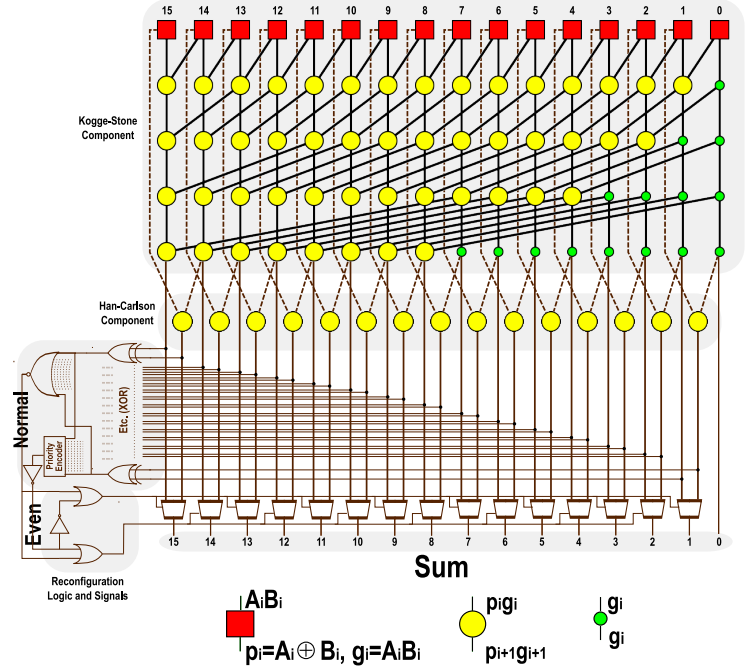 15 14 13 12 11 10 9 8 7 6 5 4 3 2 1 0
Kogge-Stone
Component
Han-Carlson
Component
Normal
Etc. (XOR)
Priority
Encoder
Even
15 14 13 12 11 10 9 8 7 6 5 4 3 2 1 0
Reconfiguration
Logic and Signals
Sum
AiBi
pi=Ai⊕Bi, gi=AiBi
pigi
pi+1gi+1
gi
gi